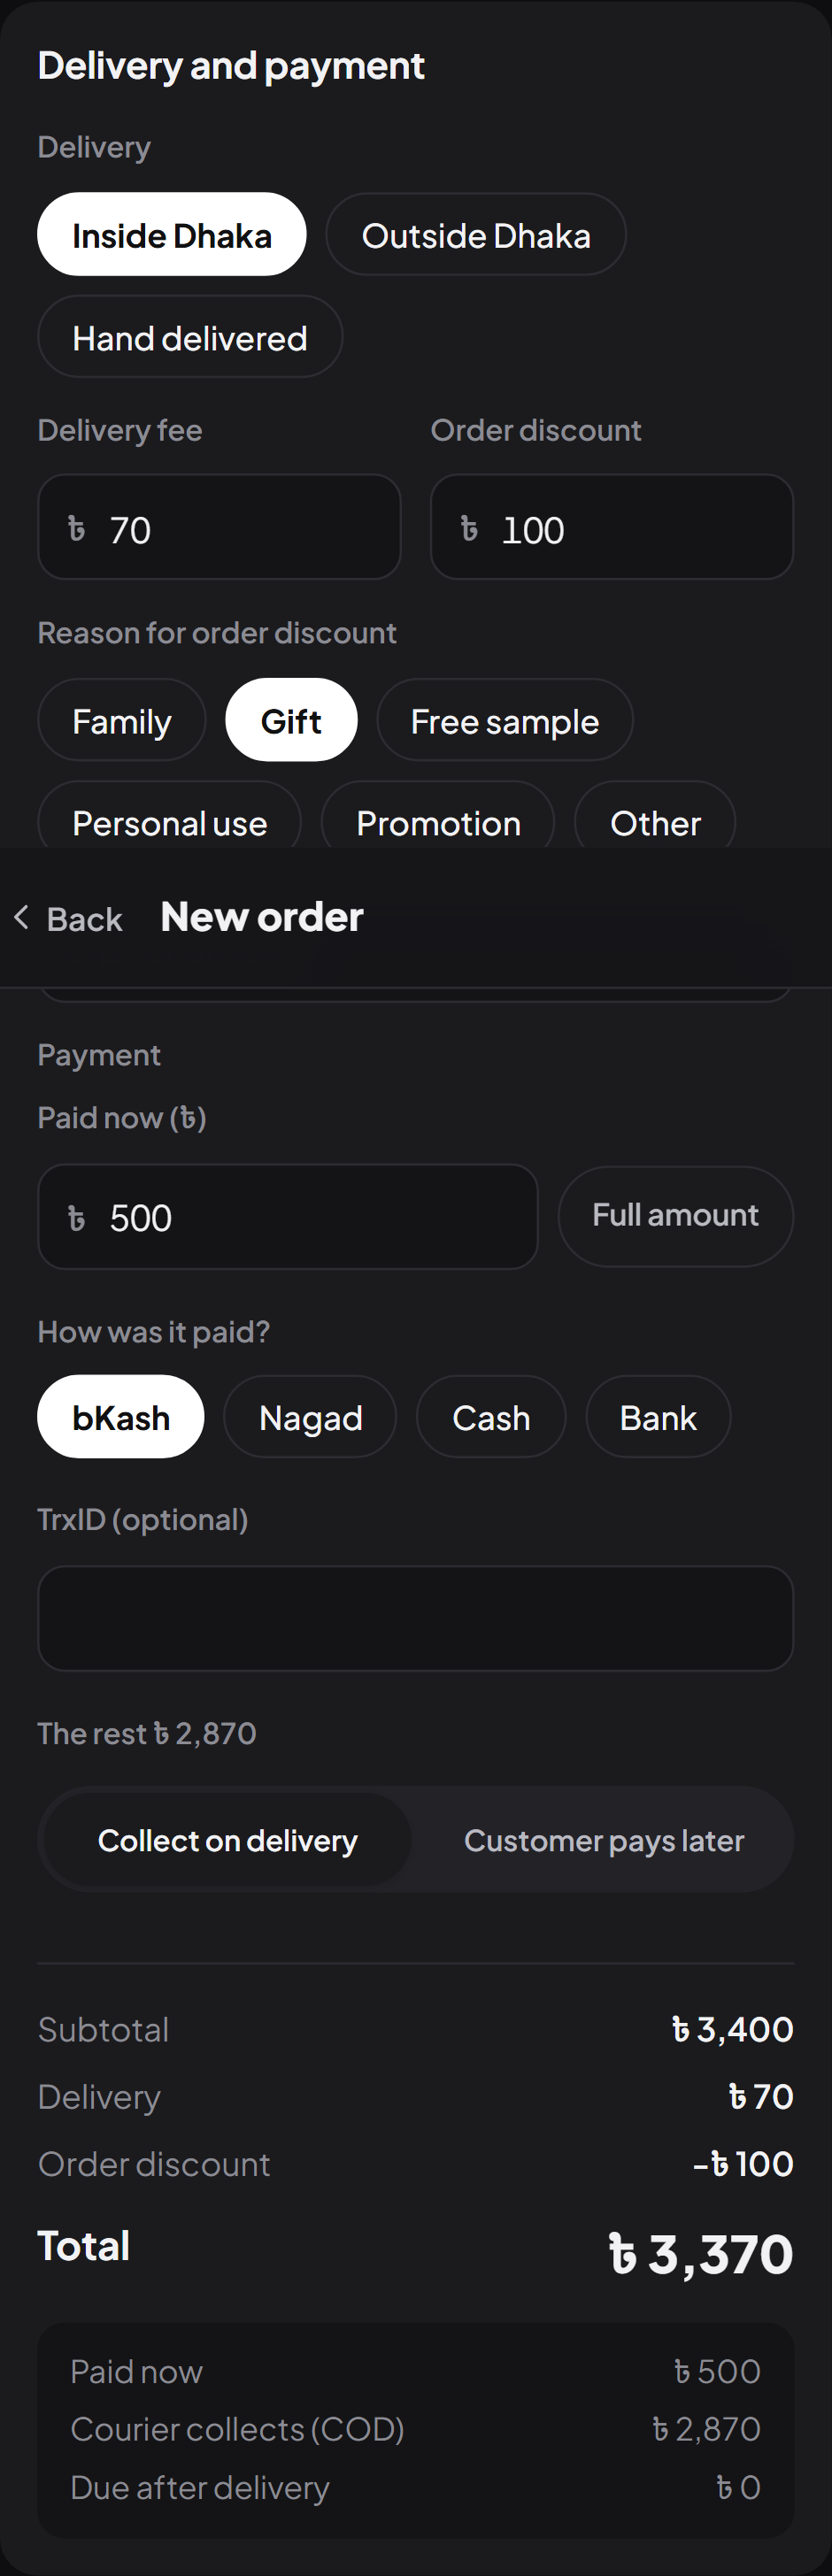 Delivery and payment
Delivery
Inside Dhaka Outside Dhaka
Hand delivered
Delivery fee Order discount
৳ 70 ৳ 100
Reason for order discount
Family Gift Free sample
Personal use Promotion Other
Back New order
Payment
Paid now (৳)
৳ 500 Full amount
How was it paid?
bKash Nagad Cash Bank
TrxID (optional)
The rest ৳ 2,870
Collect on delivery Customer pays later
Subtotal ৳ 3,400
Delivery ৳ 70
Order discount -৳ 100
Total ৳ 3,370
Paid now ৳ 500
Courier collects (COD) ৳ 2,870
Due after delivery ৳ 0